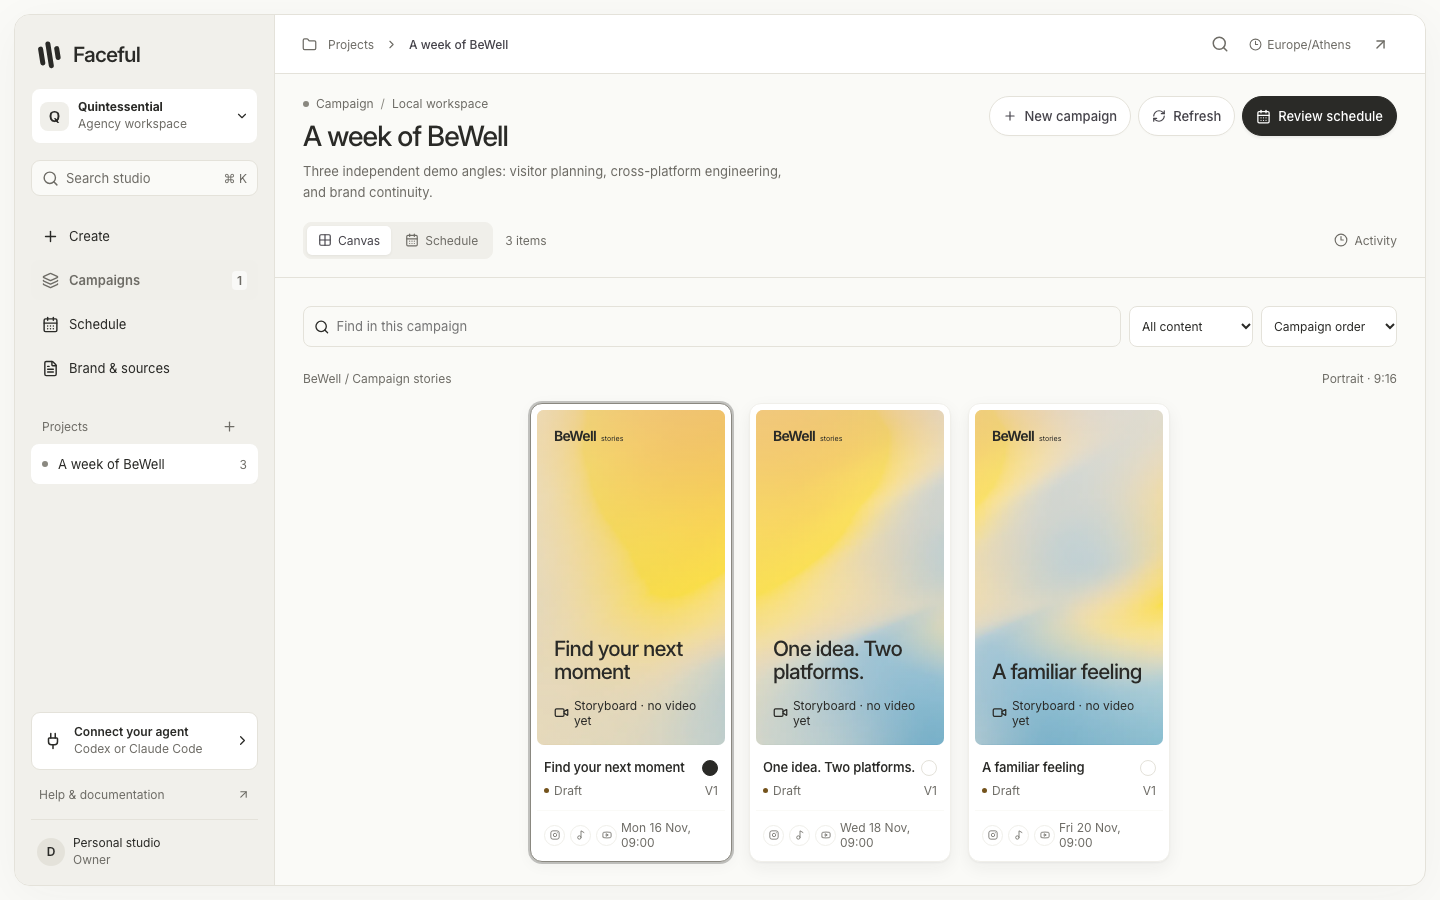 Faceful
Q
Quintessential
Agency workspace
Search studio
⌘ K
Create
Campaigns
1
Schedule
Brand & sources
Projects
A week of BeWell
3
Connect your agent
Codex or Claude Code
Help & documentation
D
Personal studio
Owner
Projects
A week of BeWell
Europe/Athens
Campaign / Local workspace
A week of BeWell
Three independent demo angles: visitor planning, cross-platform engineering,
and brand continuity.
New campaign
Refresh
Review schedule
Canvas
Schedule
3 items
Activity
Find in this campaign
All content
Campaign order
BeWell / Campaign stories
Portrait · 9:16
BeWell stories
Find your next
moment
Storyboard · no video
yet
Find your next moment
Draft
V1
Mon 16 Nov,
09:00
BeWell stories
One idea. Two
platforms.
Storyboard · no video
yet
One idea. Two platforms.
Draft
V1
Wed 18 Nov,
09:00
BeWell stories
A familiar feeling
Storyboard · no video
yet
A familiar feeling
Draft
V1
Fri 20 Nov,
09:00